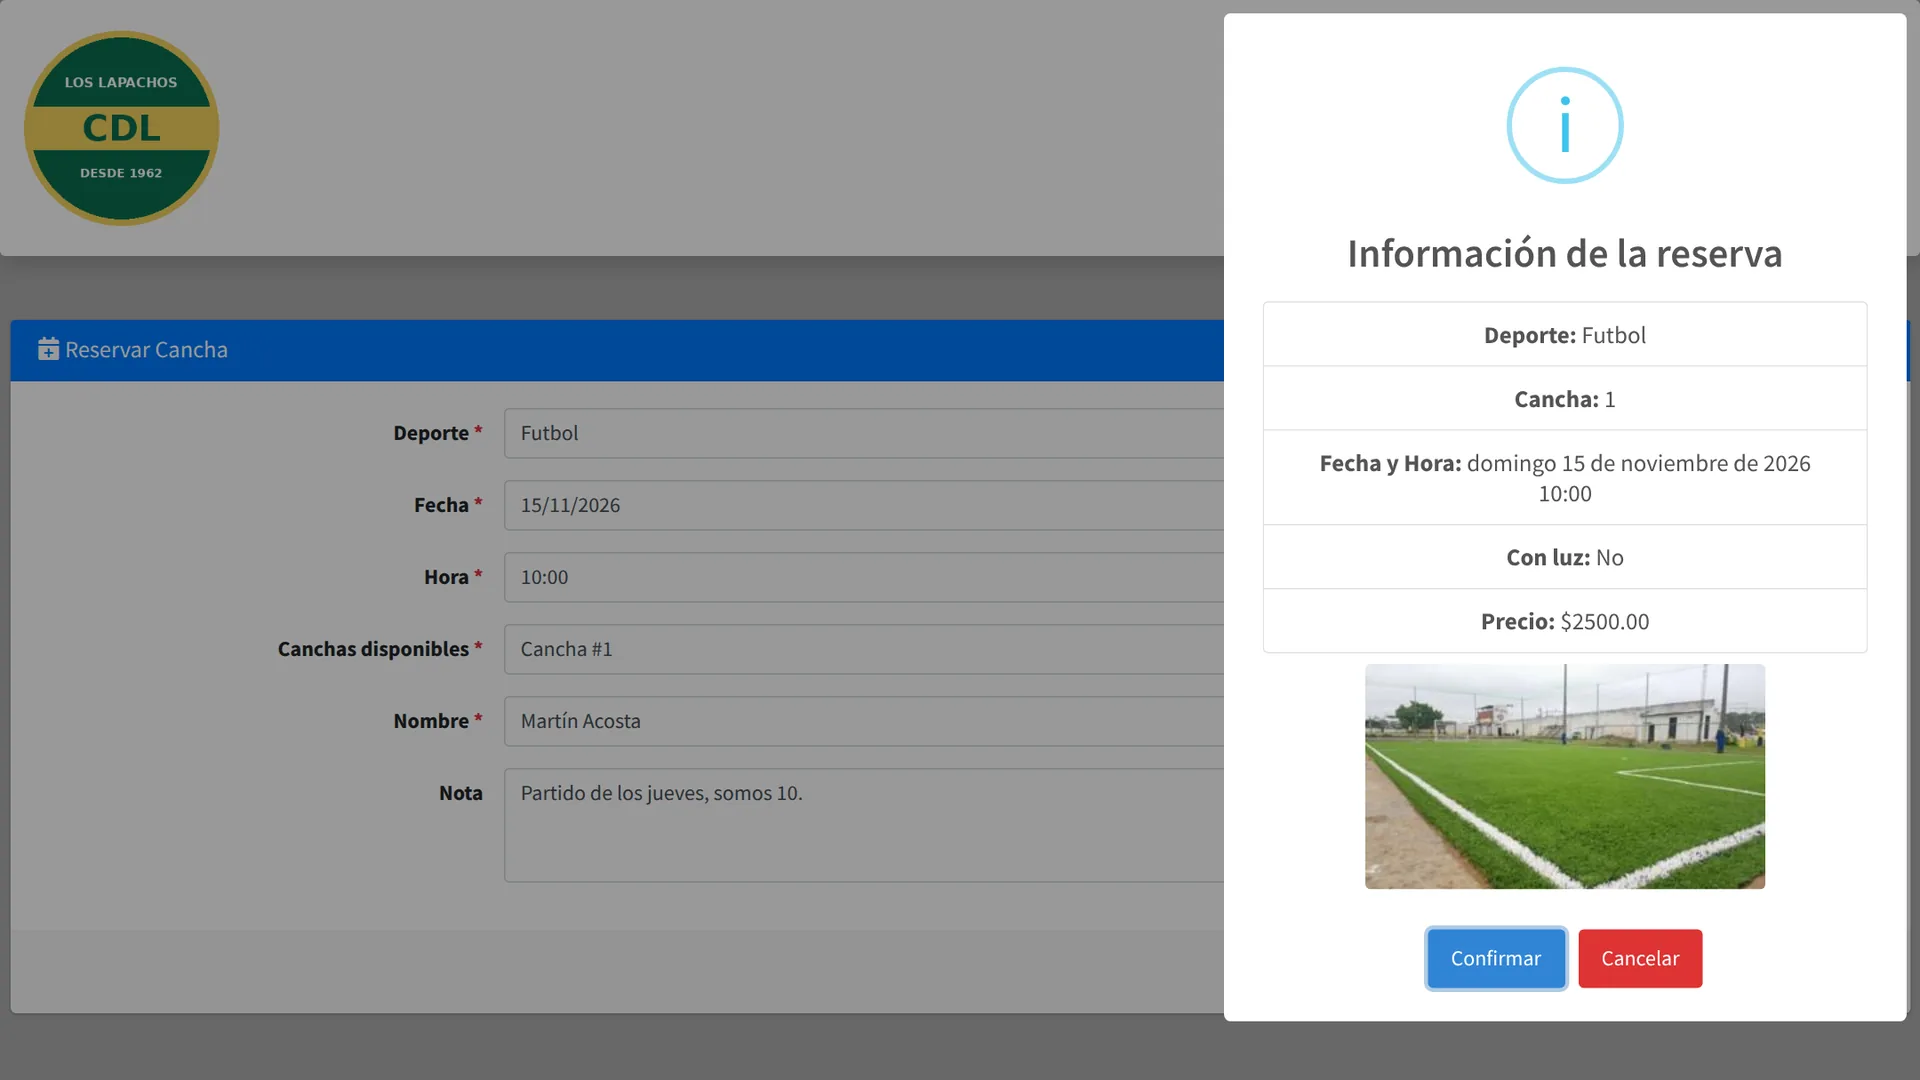 LOS LAPACHOS
CDL
DESDE 1962
Reservar Cancha
Deporte * Futbol
Fecha * 15/11/2026
Hora * 10:00
Canchas disponibles * Cancha #1
Nombre * Martín Acosta
Nota Partido de los jueves, somos 10.
i
Información de la reserva
Deporte: Futbol
Cancha: 1
Fecha y Hora: domingo 15 de noviembre de 2026
10:00
Con luz: No
Precio: $2500.00
Confirmar Cancelar